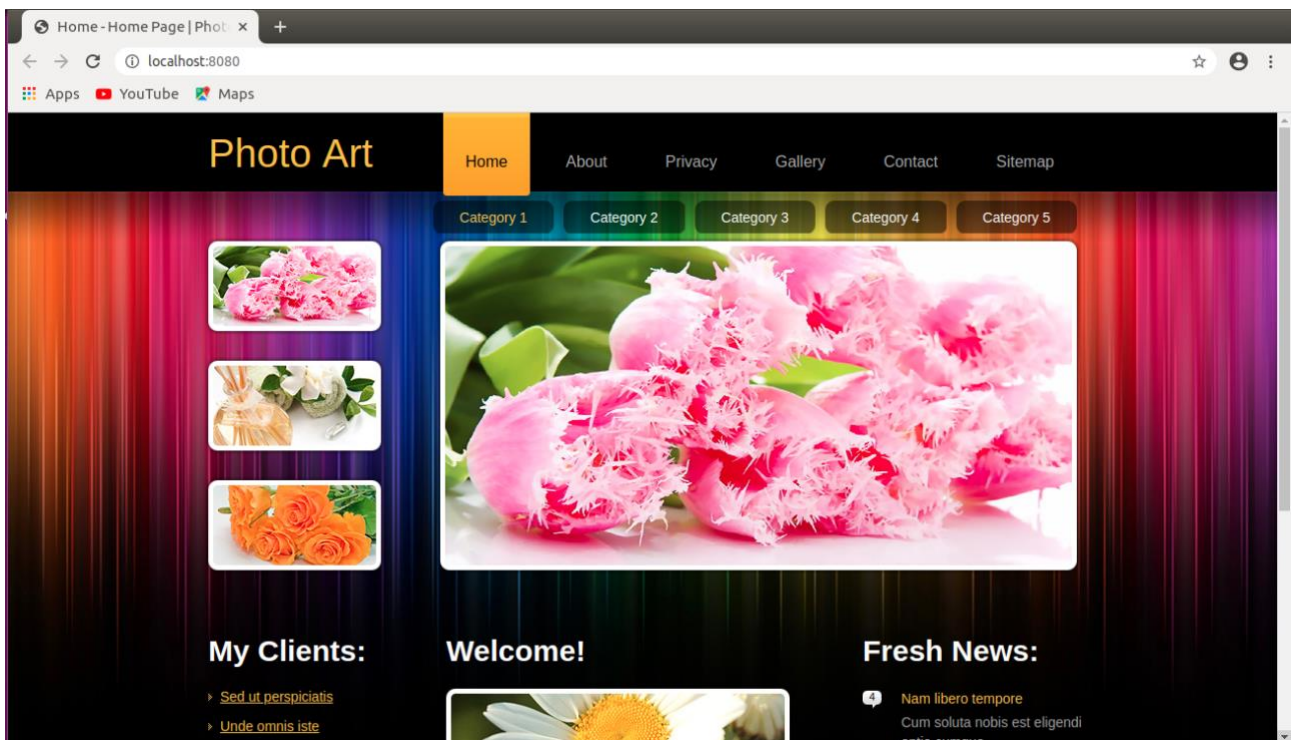 Home - Home Page | Phot
localhost:8080
Apps YouTube Maps
Photo Art
Home About Privacy Gallery Contact Sitemap
Category 1 Category 2 Category 3 Category 4 Category 5
My Clients:
Sed ut perspiciatis
Unde omnis iste
Welcome!
Fresh News:
4 Nam libero tempore
Cum soluta nobis est eligendi